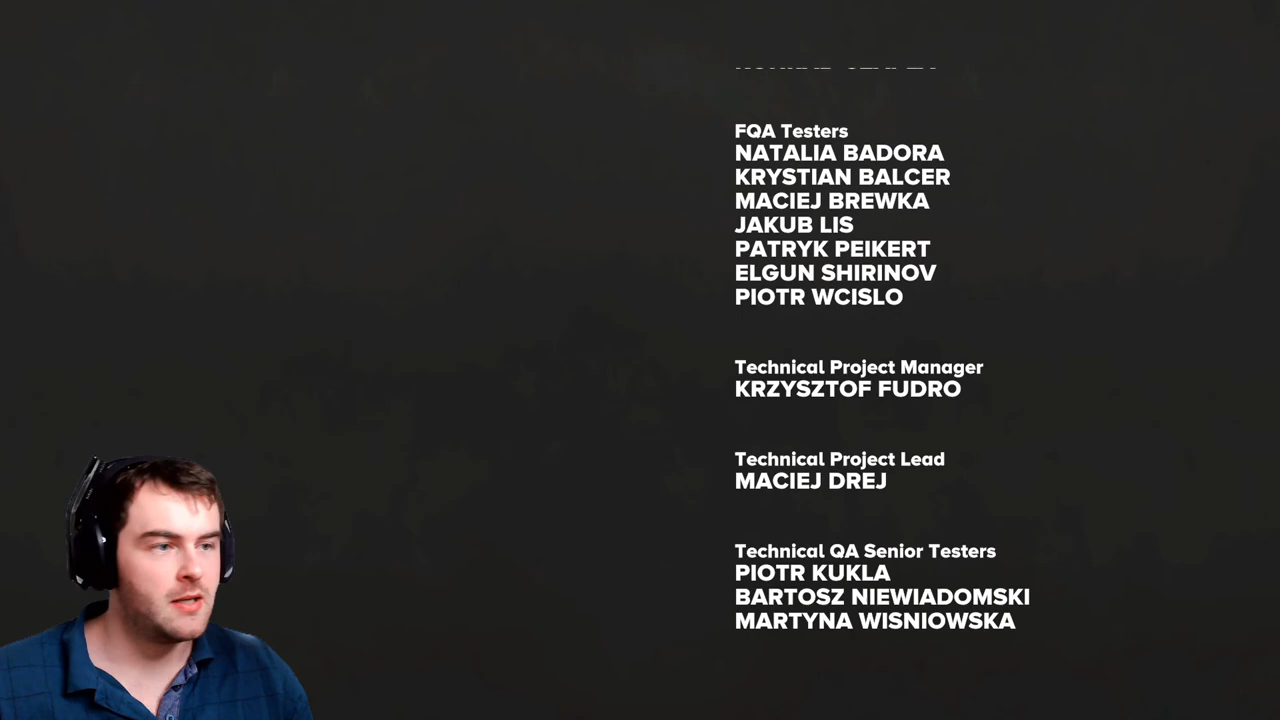 FQA Testers
NATALIA BADORA
KRYSTIAN BALCER
MACIEJ BREWKA
JAKUB LIS
PATRYK PEIKERT
ELGUN SHIRINOV
PIOTR WCISLO
Technical Project Manager
KRZYSZTOF FUDRO
Technical Project Lead
MACIEJ DREJ
Technical QA Senior Testers
PIOTR KUKLA
BARTOSZ NIEWIADOMSKI
MARTYNA WISNIOWSKA